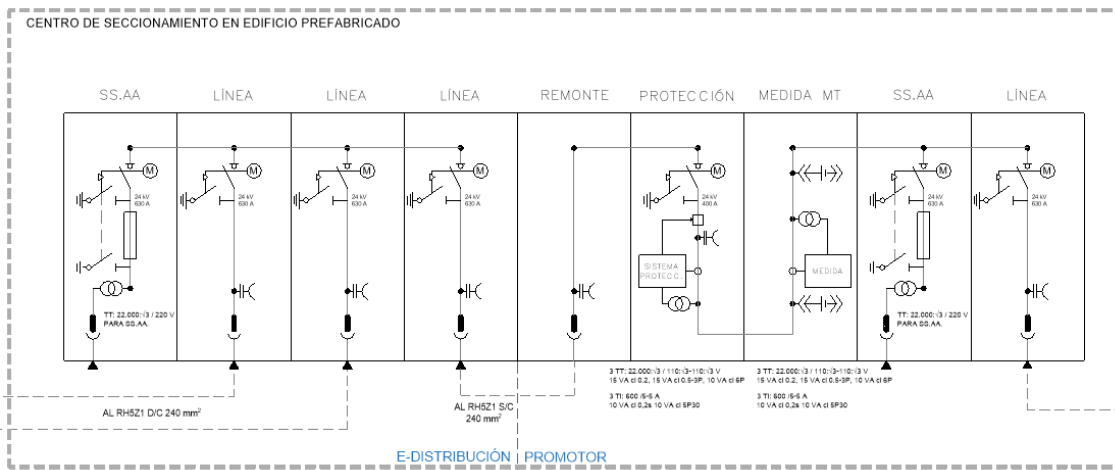 CENTRO DE SECCIONAMIENTO EN EDIFICIO PREFABRICADO
SS.AA
LÍNEA
LÍNEA
LÍNEA
REMONTE
PROTECCIÓN
MEDIDA MT
SS.AA
LÍNEA
M
M
M
M
M
M
M
24 kV
630 A
24 kV
630 A
24 kV
630 A
24 kV
630 A
24 kV
400 A
24 kV
630 A
24 kV
630 A
SISTEMA
PROTECC..
MEDIDA
TT: 22.000:√3 / 220 V
PARA SS.AA.
TT: 22.000:√3 / 220 V
PARA SS.AA.
3 TT: 22.000:√3 / 110:√3-110:√3 V
15 VA cl 0.2, 15 VA cl 0.5-3P, 10 VA cl 6P
3 TI: 600 /5-5 A
10 VA cl 0,2s 10 VA cl 5P30
3 TT: 22.000:√3 / 110:√3-110:√3 V
15 VA cl 0.2, 15 VA cl 0.5-3P, 10 VA cl 6P
3 TI: 600 /5-5 A
10 VA cl 0,2s 10 VA cl 5P30
AL RH5Z1 D/C 240 mm²
AL RH5Z1 S/C
240 mm²
E-DISTRIBUCIÓN | PROMOTOR